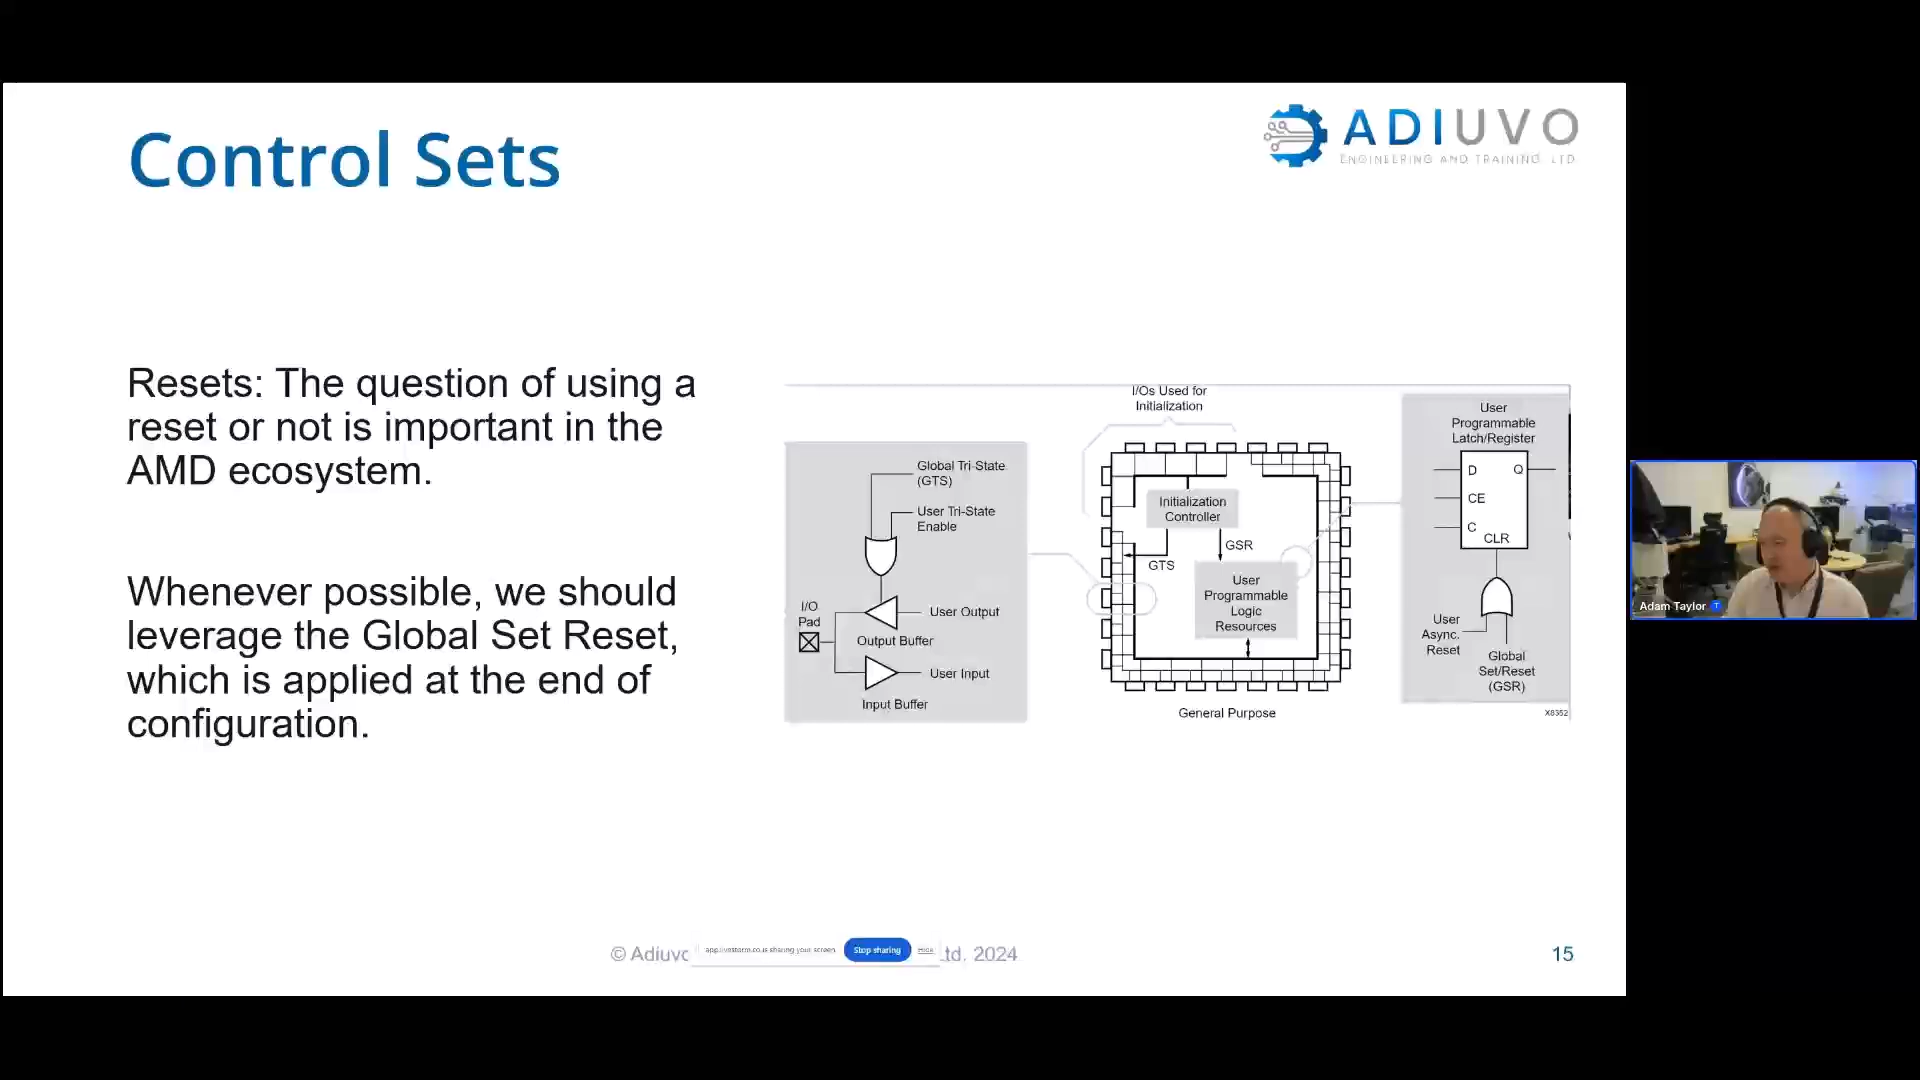 Control Sets
ADIUVO
ENGINEERING AND TRAINING LTD
Resets: The question of using a
reset or not is important in the
AMD ecosystem.
Whenever possible, we should
leverage the Global Set Reset,
which is applied at the end of
configuration.
Global Tri-State
(GTS)
User Tri-State
Enable
I/O
Pad
User Output
Output Buffer
User Input
Input Buffer
I/Os Used for
Initialization
Initialization
Controller
GSR
GTS
User
Programmable
Logic
Resources
General Purpose
User
Programmable
Latch/Register
D
Q
CE
C
CLR
User
Async.
Reset
Global
Set/Reset
(GSR)
X8352
Adam Taylor
T
© Adiuvo
app.livestorm.co is sharing your screen.
Stop sharing
Hide
td. 2024
15